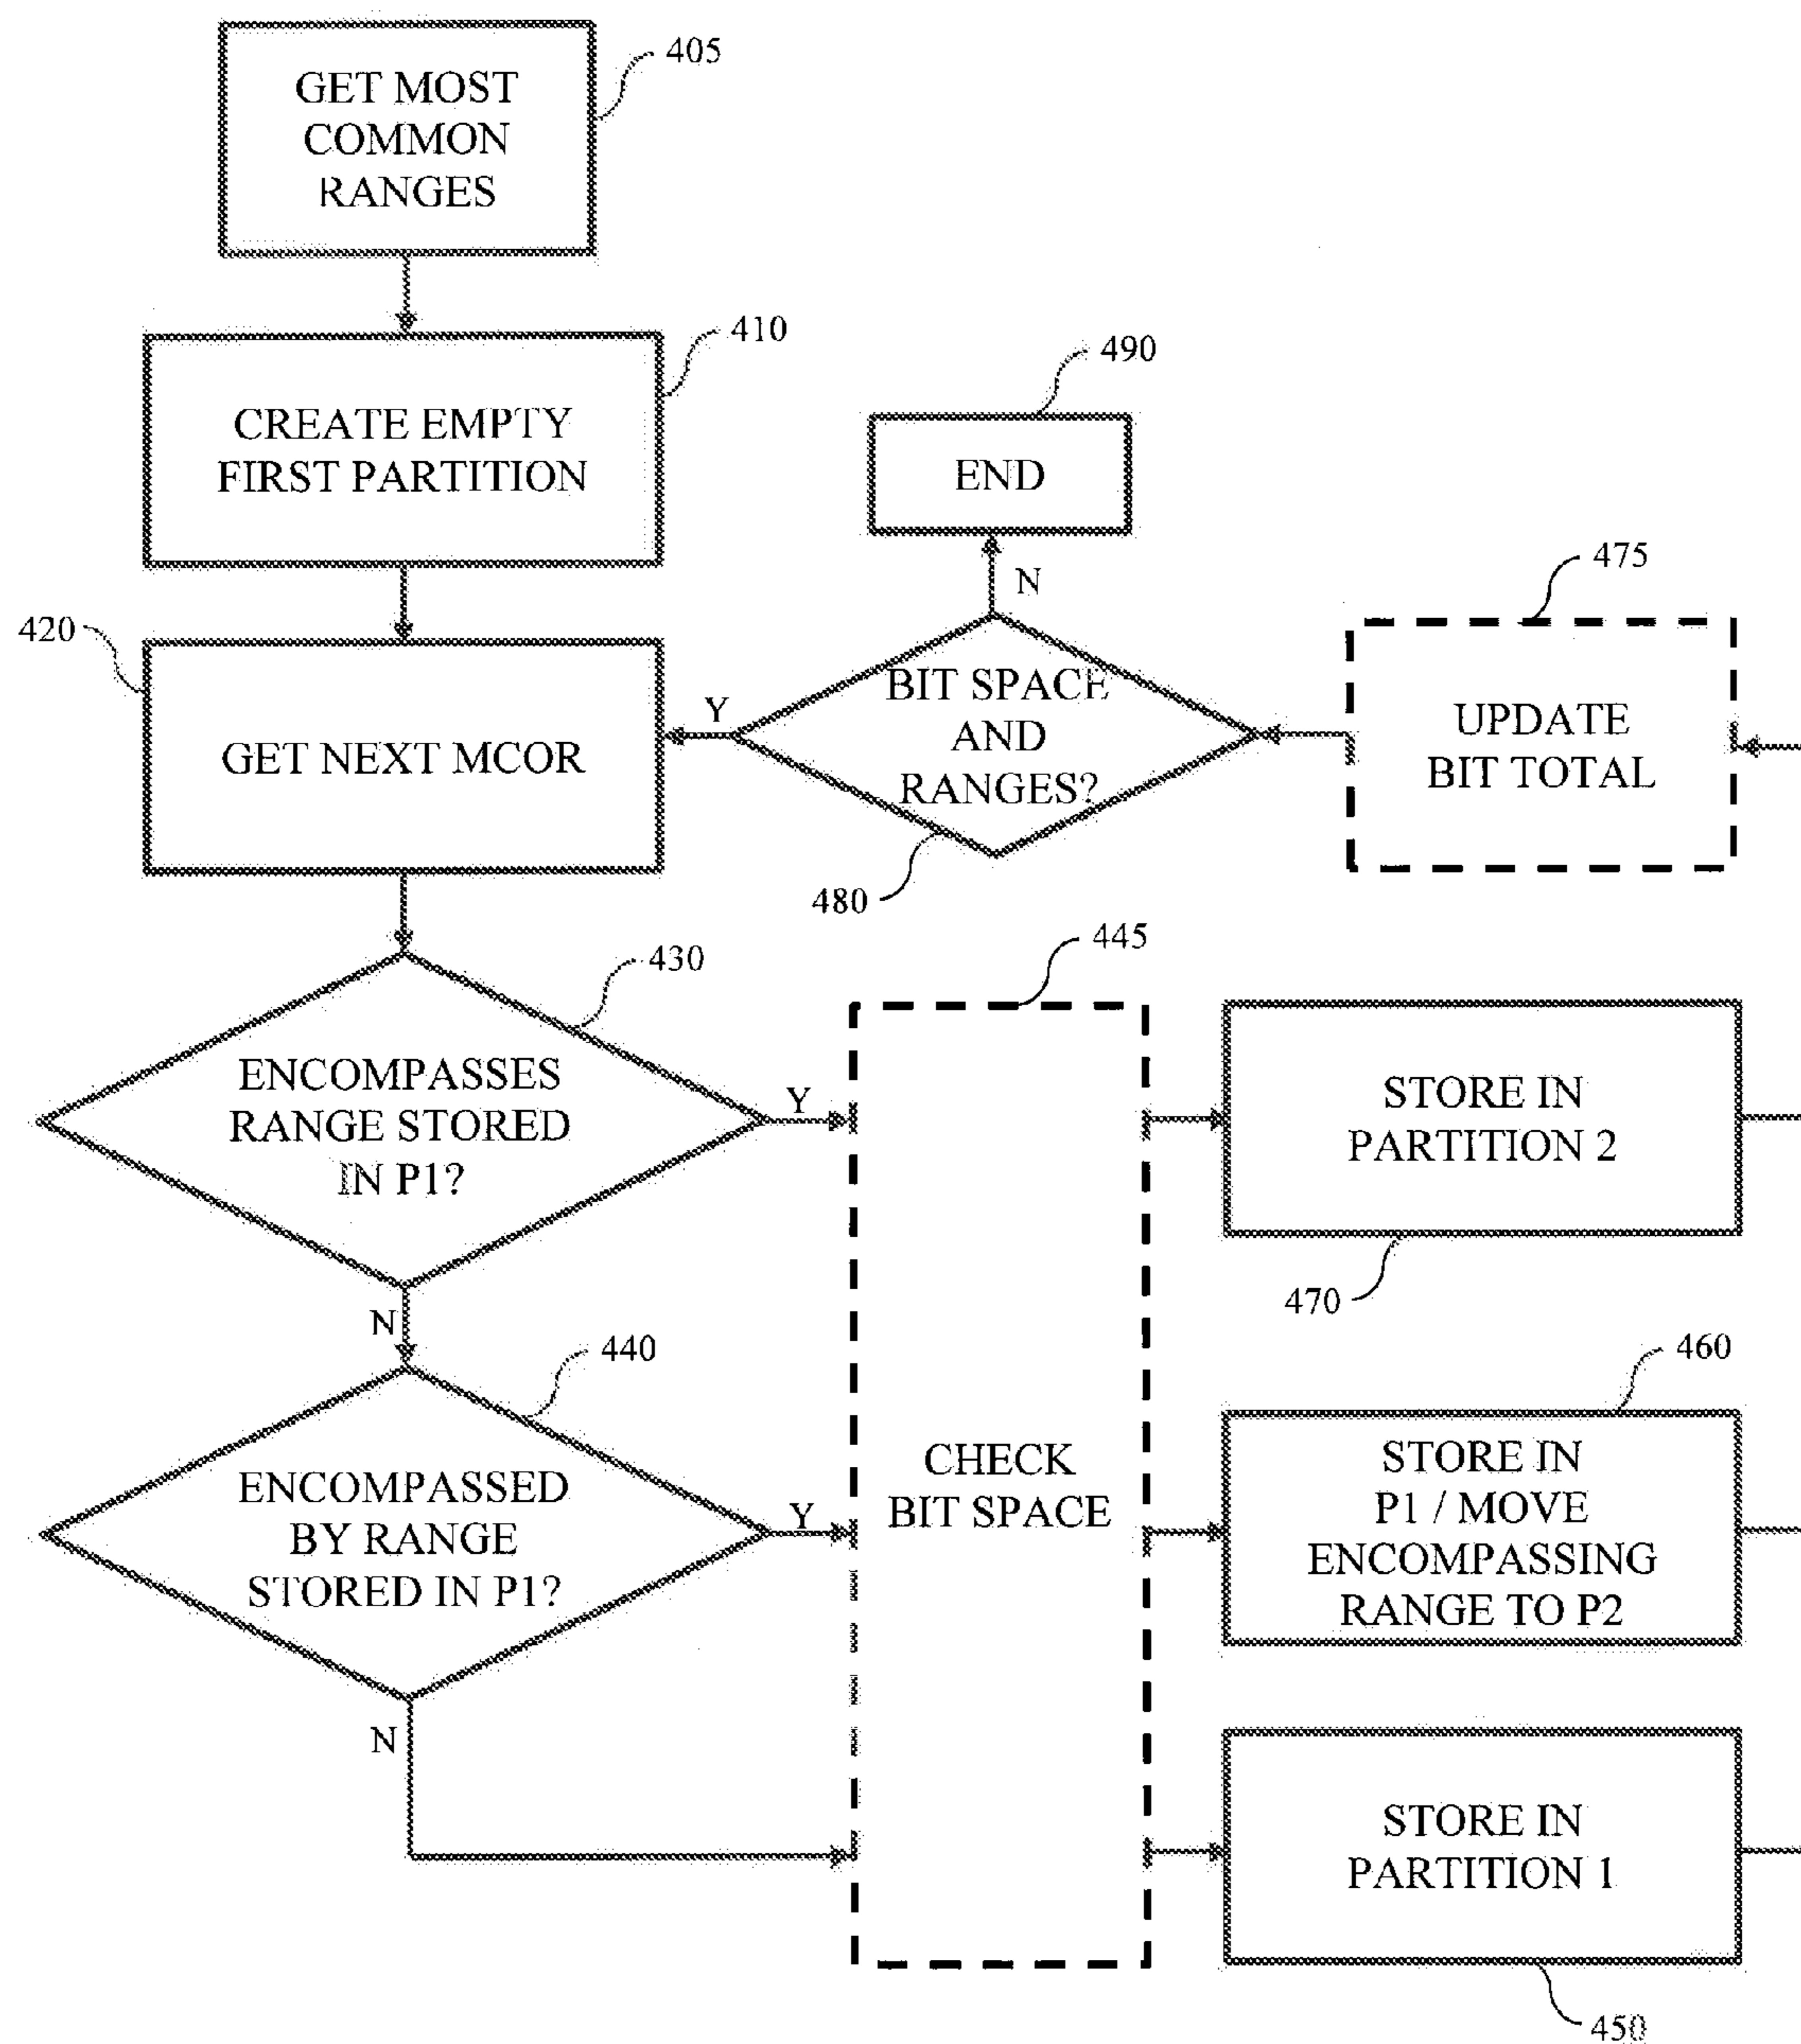 GET MOST
COMMON
RANGES
405
CREATE EMPTY
FIRST PARTITION
410
490
END
N
475
420
GET NEXT MCOR
Y
BIT SPACE
AND
RANGES?
480
UPDATE
BIT TOTAL
430
ENCOMPASSES
RANGE STORED
IN P1?
Y
N
445
CHECK
BIT SPACE
STORE IN
PARTITION 2
470
440
ENCOMPASSED
BY RANGE
STORED IN P1?
Y
N
460
STORE IN
P1 / MOVE
ENCOMPASSING
RANGE TO P2
STORE IN
PARTITION 1
450